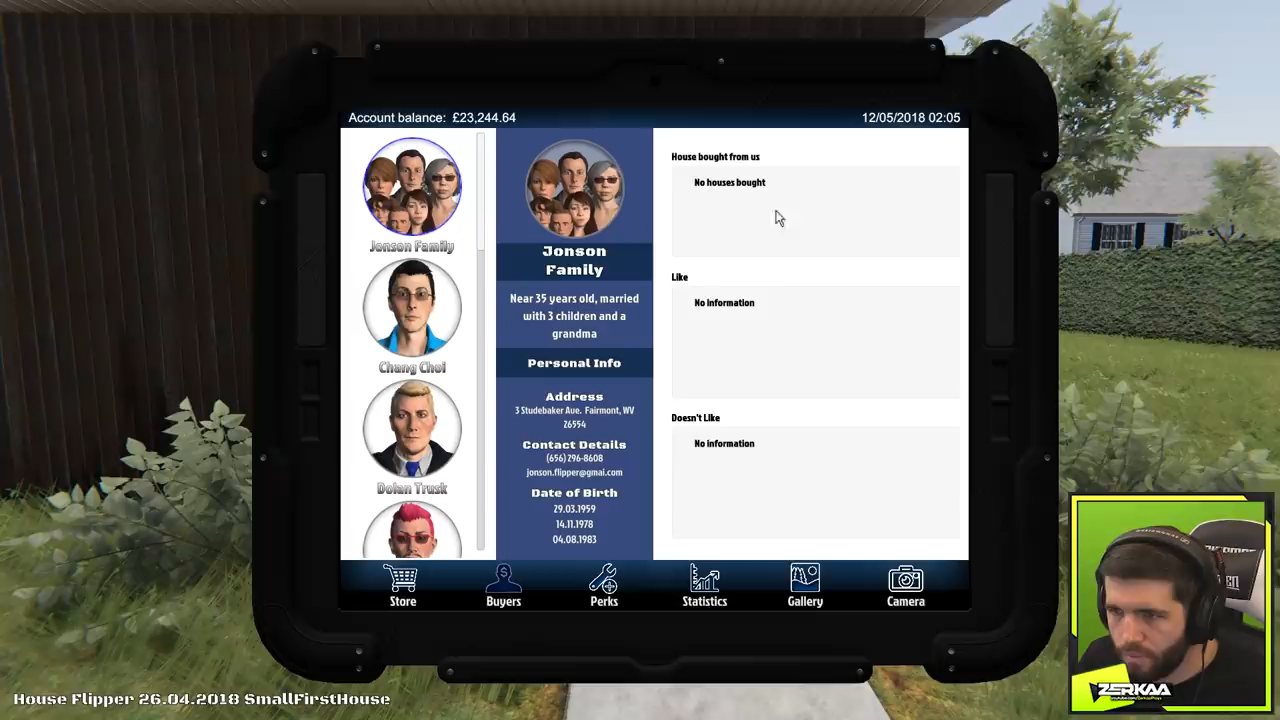 Account balance: £23,244.64
12/05/2018 02:05
Jonson Family
Chang Choi
Dolan Trusk
Jonson
Family
Near 35 years old, married
with 3 children and a
grandma
Personal Info
Address
3 Studebaker Ave. Fairmont, WV
26554
Contact Details
(656) 296-8608
jonson.flipper@gmai.com
Date of Birth
29.03.1959
14.11.1978
04.08.1983
House bought from us
No houses bought
Like
No information
Doesn't Like
No information
Store
Buyers
Perks
Statistics
Gallery
Camera
House Flipper 26.04.2018 SmallFirstHouse
ZERKAA